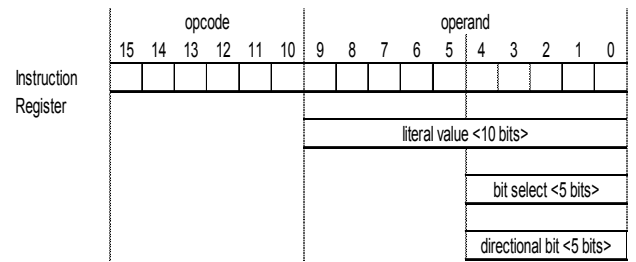 opcode operand
15 14 13 12 11 10 9 8 7 6 5 4 3 2 1 0
Instruction
Register
literal value <10 bits>
bit select <5 bits>
directional bit <5 bits>